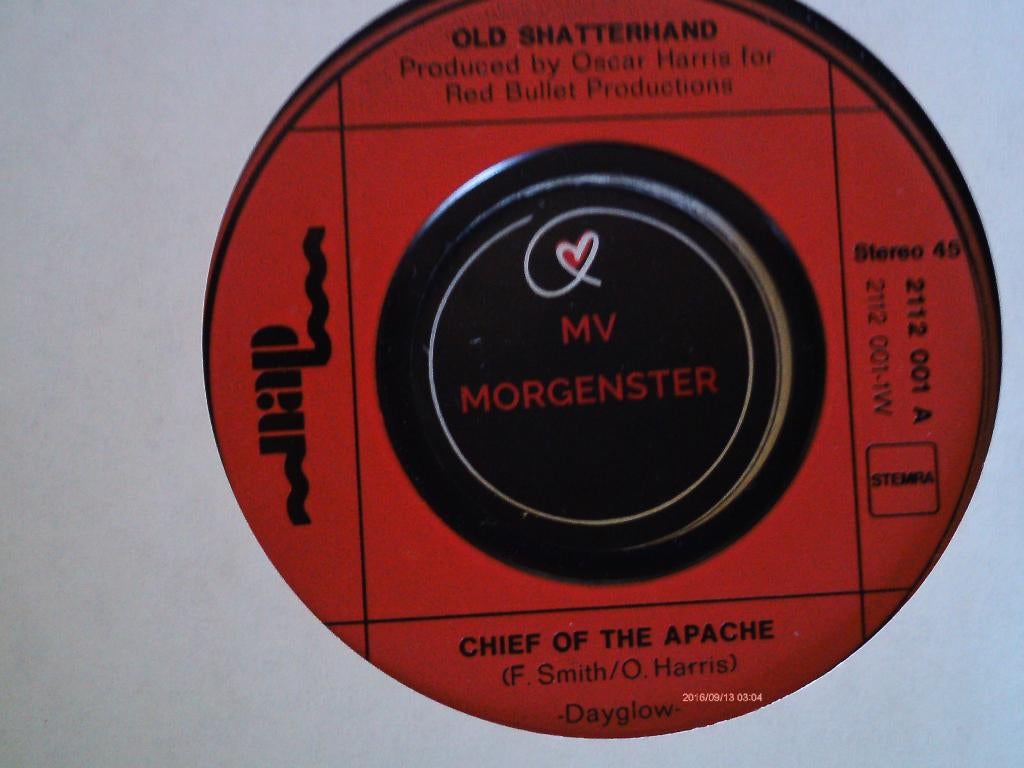 OLD SHATTERHAND
Produced by Oscar Harris for
Red Bullet Productions
MV
MORGENSTER
Stereo 45
2112 001 A
2112 001-1W
STEMRA
CHIEF OF THE APACHE
(F. Smith/O. Harris)
-Dayglow-
2016/09/13 03:04